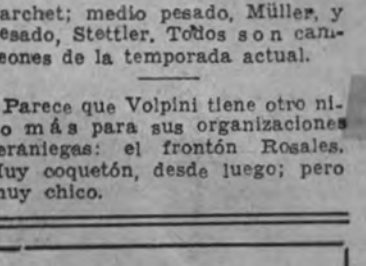 archet; medio pesado, Müller, y
esado, Stettler. Todos son cam-
eones de la temporada actual.
Parece que Volpini tiene otro ni-
o más para sus organizaciones
eraniegas: el frontón Rosales.
Muy coquetón, desde luego; pero
muy chico.